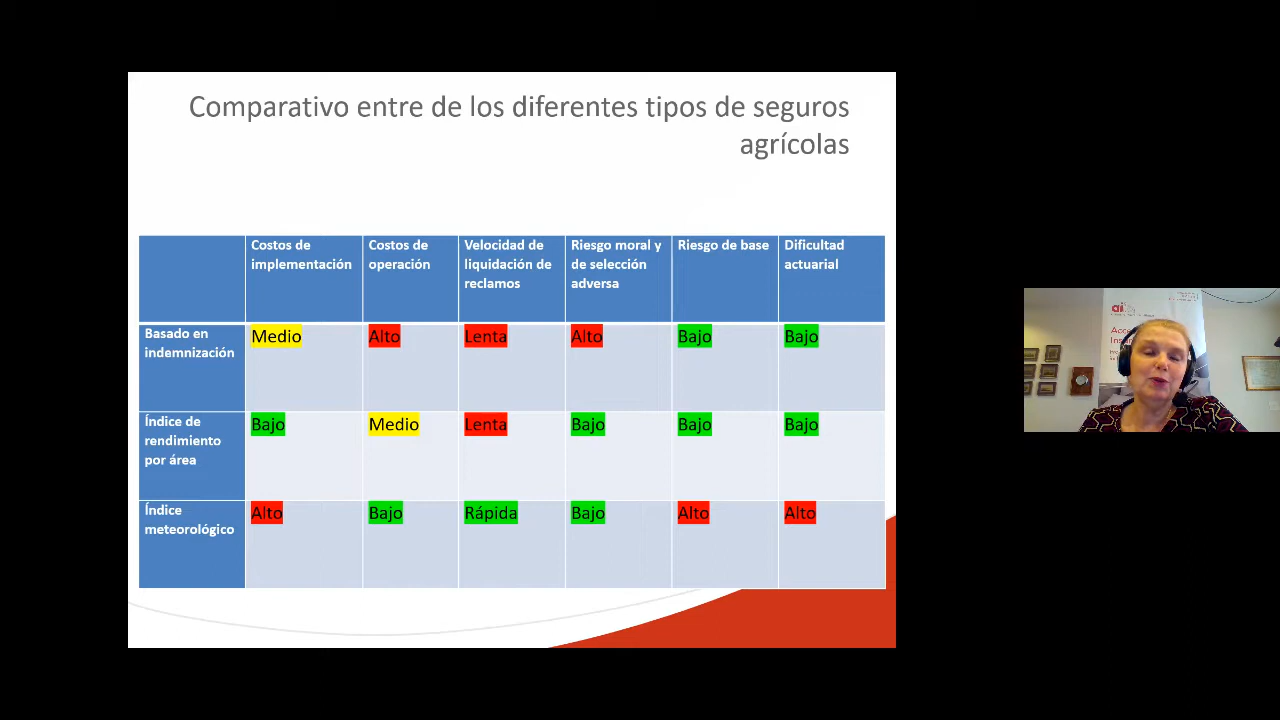 Comparativo entre de los diferentes tipos de seguros
agrícolas
Costos de
implementación
Costos de
operación
Velocidad de
liquidación de
reclamos
Riesgo moral y
de selección
adversa
Riesgo de base
Dificultad
actuarial
Basado en
indemnización
Medio
Alto
Lenta
Alto
Bajo
Bajo
Índice de
rendimiento
por área
Bajo
Medio
Lenta
Bajo
Bajo
Bajo
Índice
meteorológico
Alto
Bajo
Rápida
Bajo
Alto
Alto